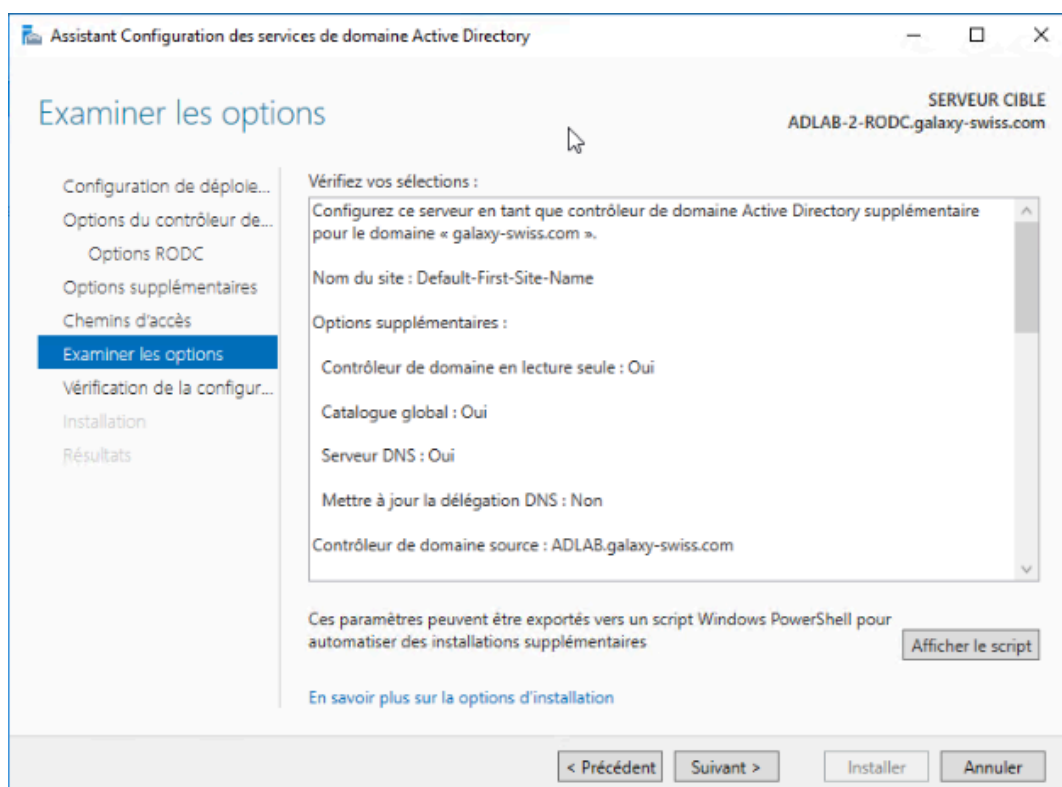 Assistant Configuration des services de domaine Active Directory
Examiner les options
SERVEUR CIBLE
ADLAB-2-RODC.galaxy-swiss.com
Configuration de déploie...
Options du contrôleur de...
Options RODC
Options supplémentaires
Chemins d'accès
Examiner les options
Vérification de la configur...
Installation
Résultats
Vérifiez vos sélections :
Configurez ce serveur en tant que contrôleur de domaine Active Directory supplémentaire
pour le domaine « galaxy-swiss.com ».
Nom du site : Default-First-Site-Name
Options supplémentaires :
Contrôleur de domaine en lecture seule : Oui
Catalogue global : Oui
Serveur DNS : Oui
Mettre à jour la délégation DNS : Non
Contrôleur de domaine source : ADLAB.galaxy-swiss.com
Ces paramètres peuvent être exportés vers un script Windows PowerShell pour
automatiser des installations supplémentaires
Afficher le script
En savoir plus sur la options d'installation
< Précédent
Suivant >
Installer
Annuler